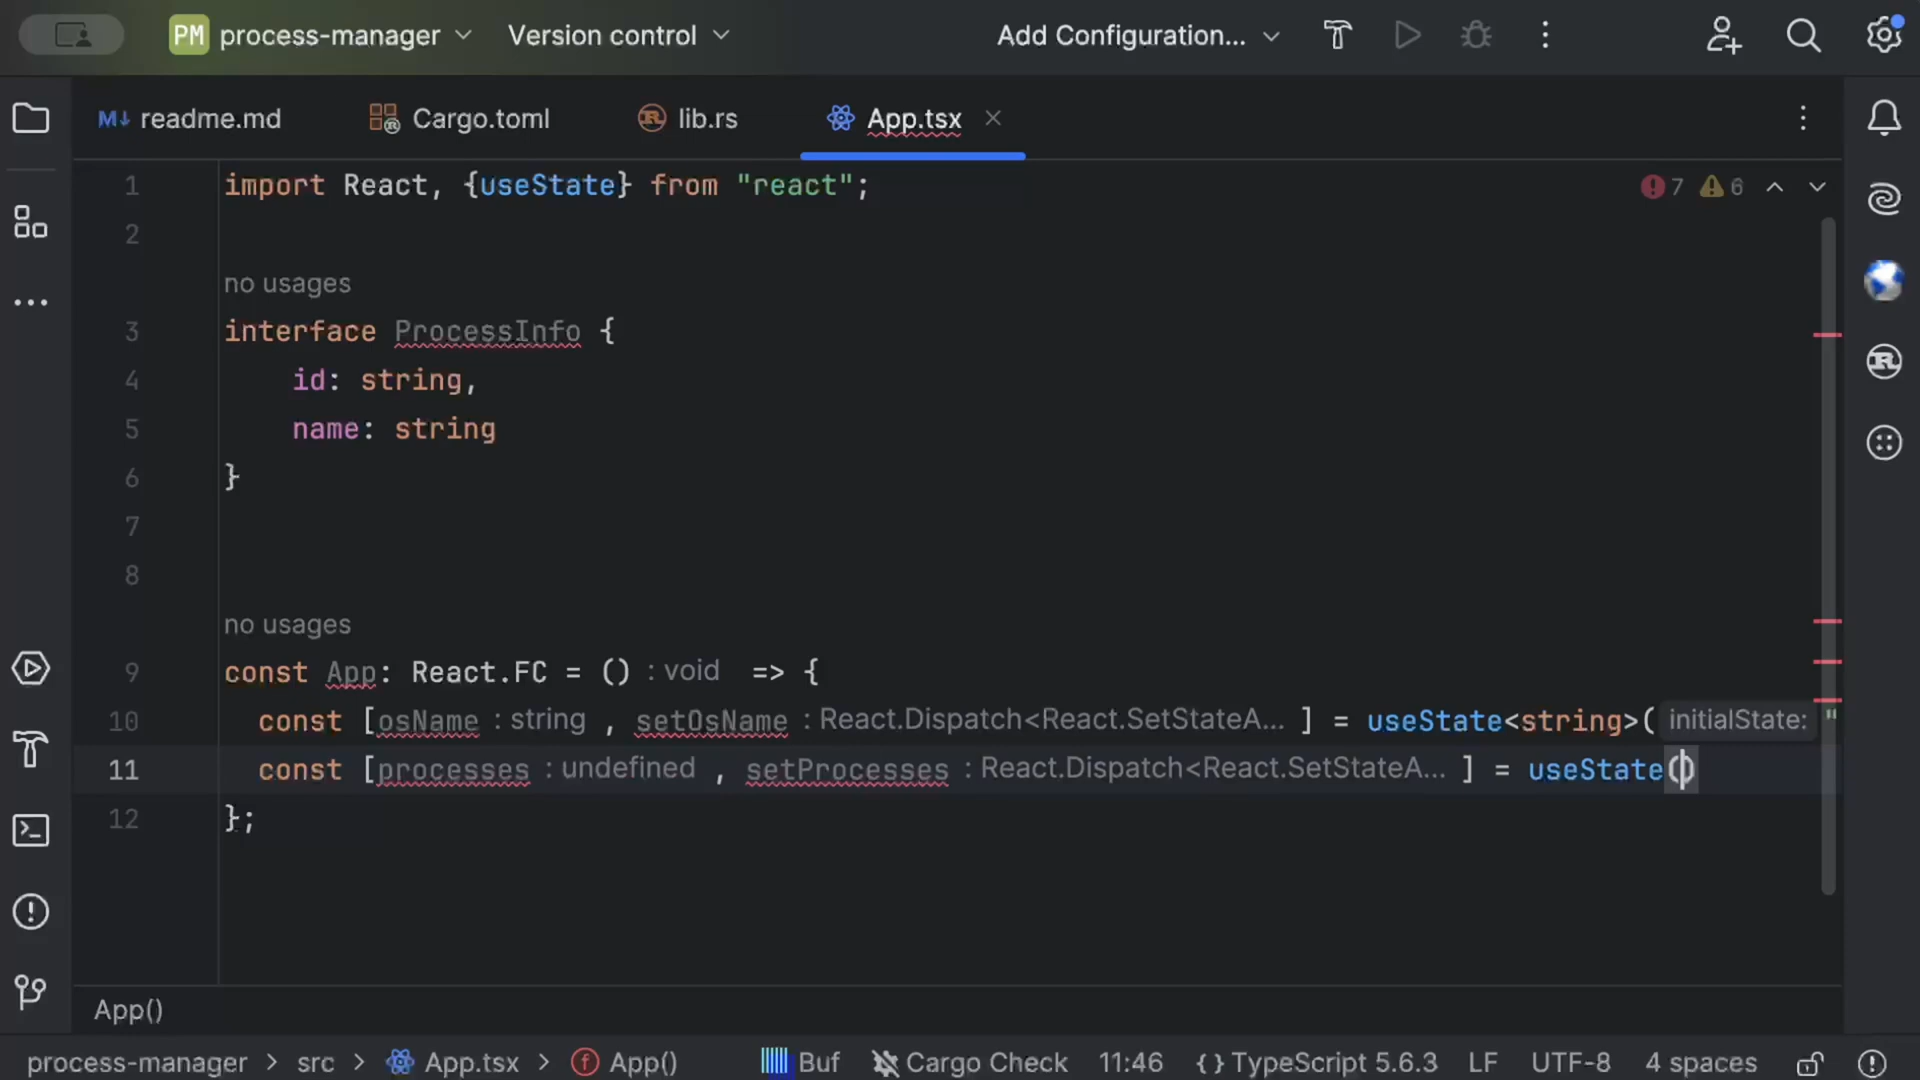 PM process-manager Version control Add Configuration...
readme.md Cargo.toml lib.rs App.tsx
1 import React, {useState} from "react"; 7 6
2
no usages
3 interface ProcessInfo {
4 id: string,
5 name: string
6 }
7
8
no usages
9 const App: React.FC = () : void => {
10 const [osName : string , setOsName : React.Dispatch<React.SetStateA... ] = useState<string>( initialState: "
11 const [processes : undefined , setProcesses : React.Dispatch<React.SetStateA... ] = useState()
12 };
App()
process-manager > src > App.tsx > App() Buf Cargo Check 11:46 {} TypeScript 5.6.3 LF UTF-8 4 spaces